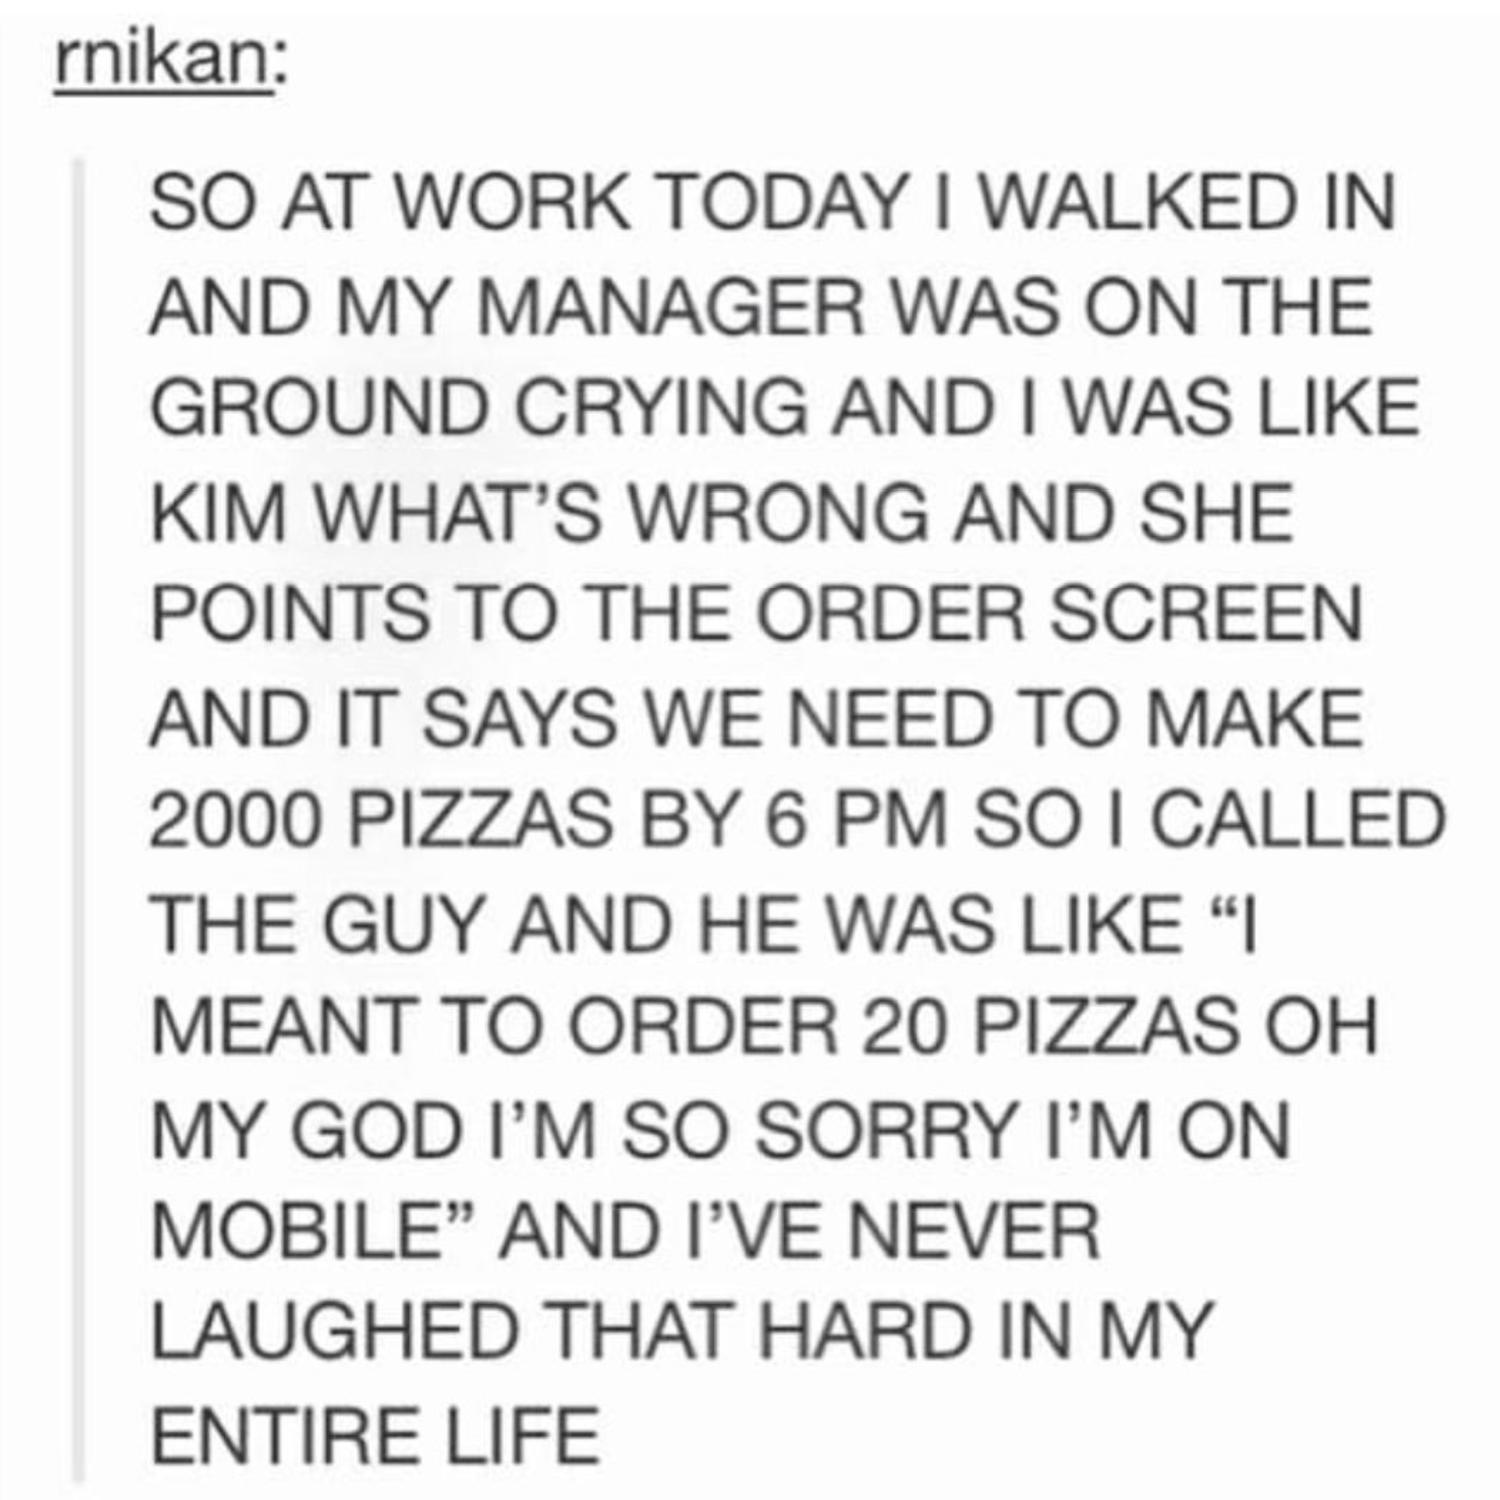 rnikan:
SO AT WORK TODAY I WALKED IN
AND MY MANAGER WAS ON THE
GROUND CRYING AND I WAS LIKE
KIM WHAT’S WRONG AND SHE
POINTS TO THE ORDER SCREEN
AND IT SAYS WE NEED TO MAKE
2000 PIZZAS BY 6 PM SO I CALLED
THE GUY AND HE WAS LIKE “I
MEANT TO ORDER 20 PIZZAS OH
MY GOD I’M SO SORRY I’M ON
MOBILE” AND I’VE NEVER
LAUGHED THAT HARD IN MY
ENTIRE LIFE